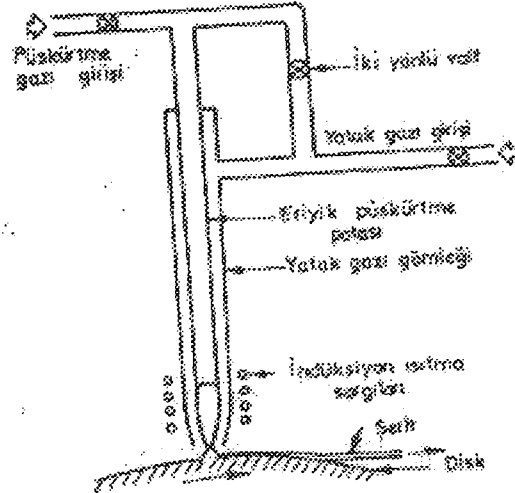 Püskürtme
gazı girişi
İki yönlü valf
Yatak gazı girişi
Eriyik püskürtme
potası
Yatak gazı gömleği
İndüksiyon ısıtma
sargıları
Şerit
Disk